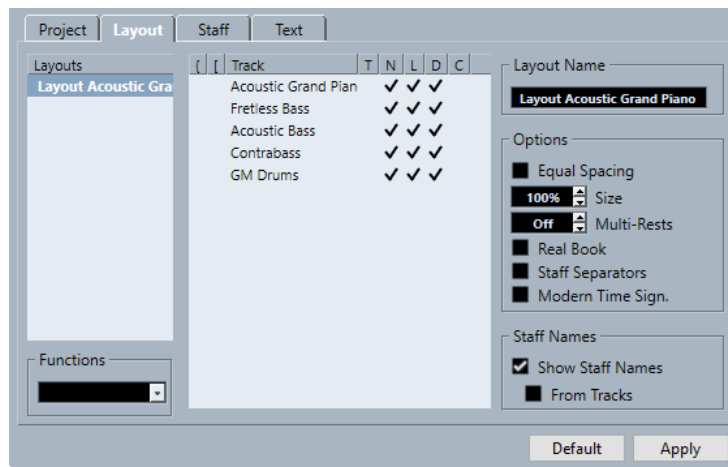 Project Layout Staff Text
Layouts
Layout Acoustic Gra
{ [ Track T N L D C
Acoustic Grand Pian
Fretless Bass
Acoustic Bass
Contrabass
GM Drums
Functions
Layout Name
Layout Acoustic Grand Piano
Options
Equal Spacing
100% Size
Off Multi-Rests
Real Book
Staff Separators
Modern Time Sign.
Staff Names
Show Staff Names
From Tracks
Default Apply